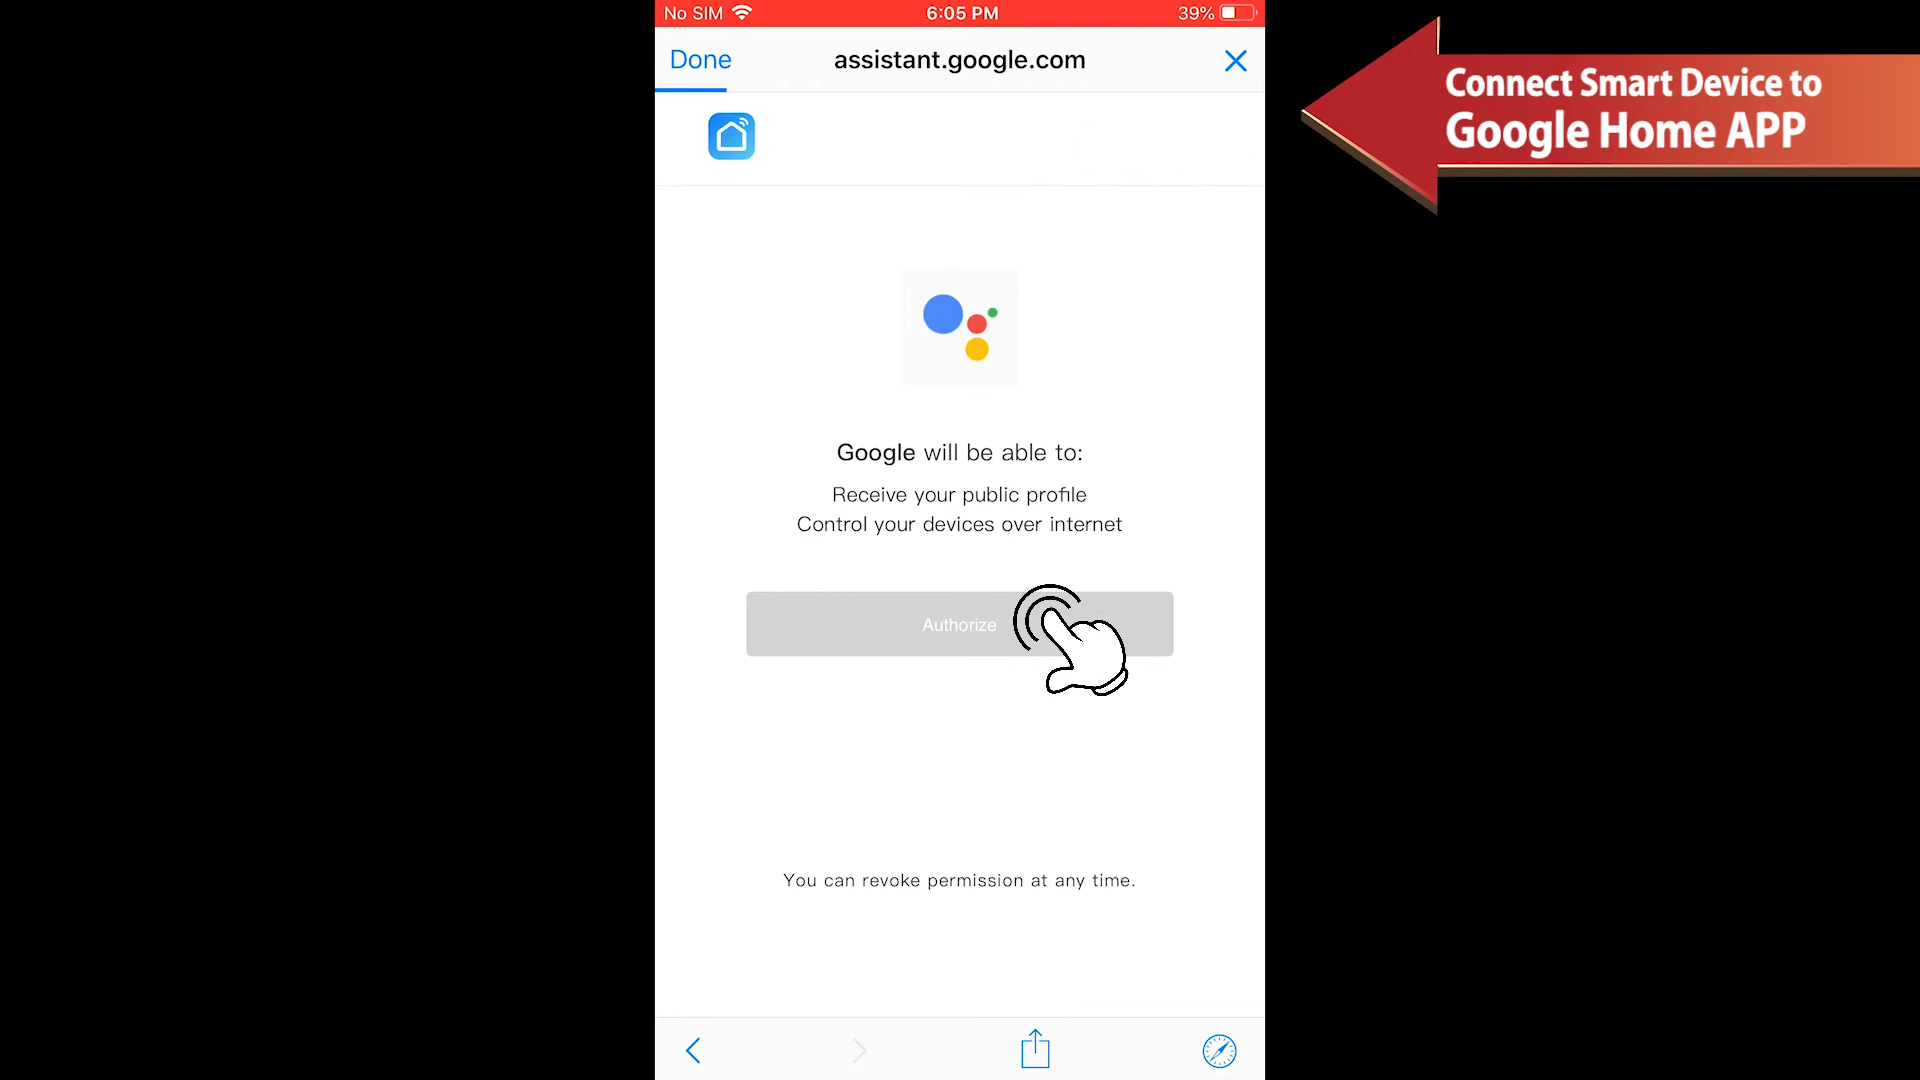 No SIM
6:05 PM
39%
Done
assistant.google.com
Connect Smart Device to
Google Home APP
Google will be able to:
Receive your public profile
Control your devices over internet
Authorize
You can revoke permission at any time.